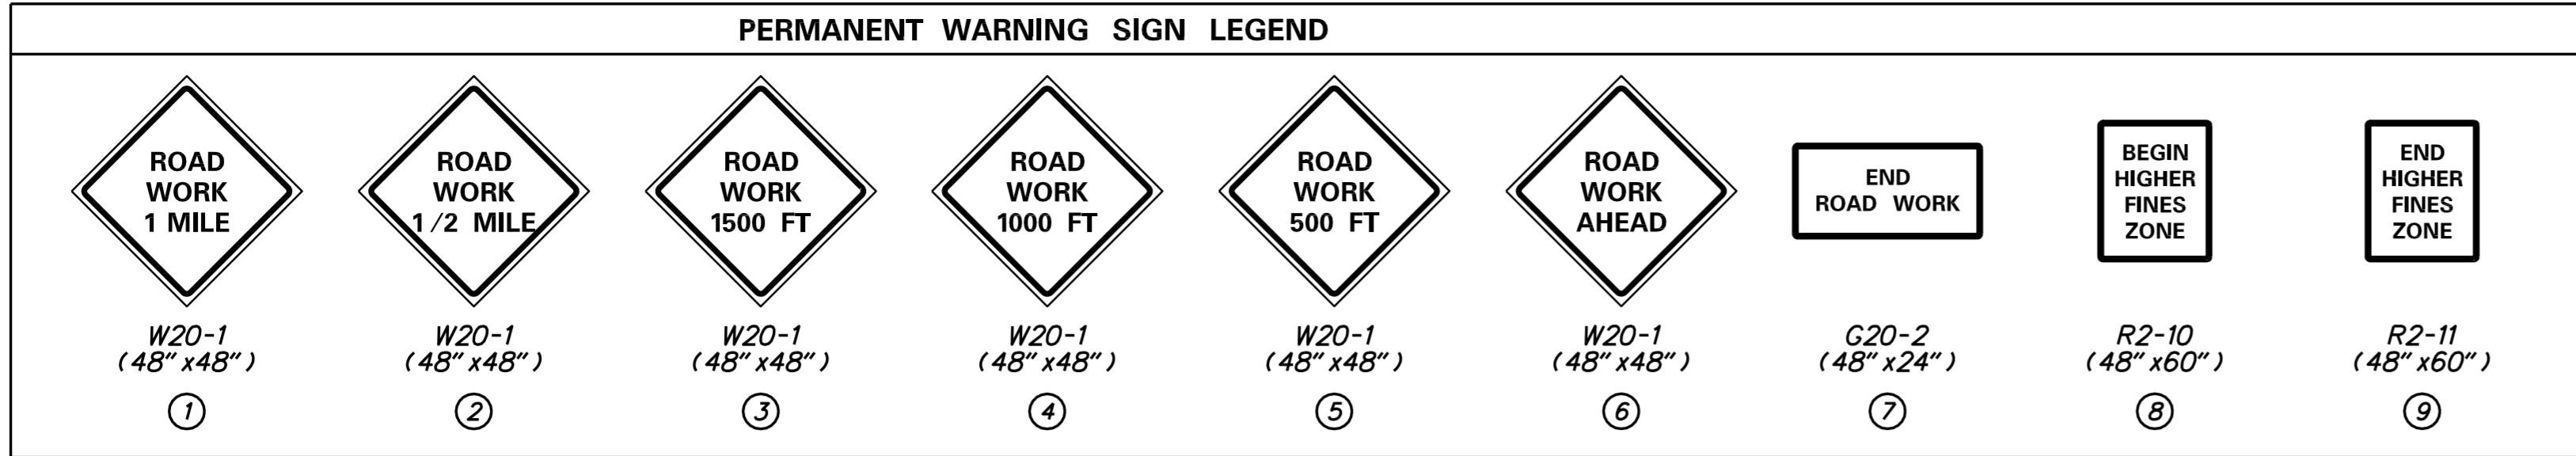 PERMANENT WARNING SIGN LEGEND
ROAD
WORK
1 MILE
W20-1
(48"x48")
1
ROAD
WORK
1/2 MILE
W20-1
(48"x48")
2
ROAD
WORK
1500 FT
W20-1
(48"x48")
3
ROAD
WORK
1000 FT
W20-1
(48"x48")
4
ROAD
WORK
500 FT
W20-1
(48"x48")
5
ROAD
WORK
AHEAD
W20-1
(48"x48")
6
END
ROAD WORK
G20-2
(48"x24")
7
BEGIN
HIGHER
FINES
ZONE
R2-10
(48"x60")
8
END
HIGHER
FINES
ZONE
R2-11
(48"x60")
9